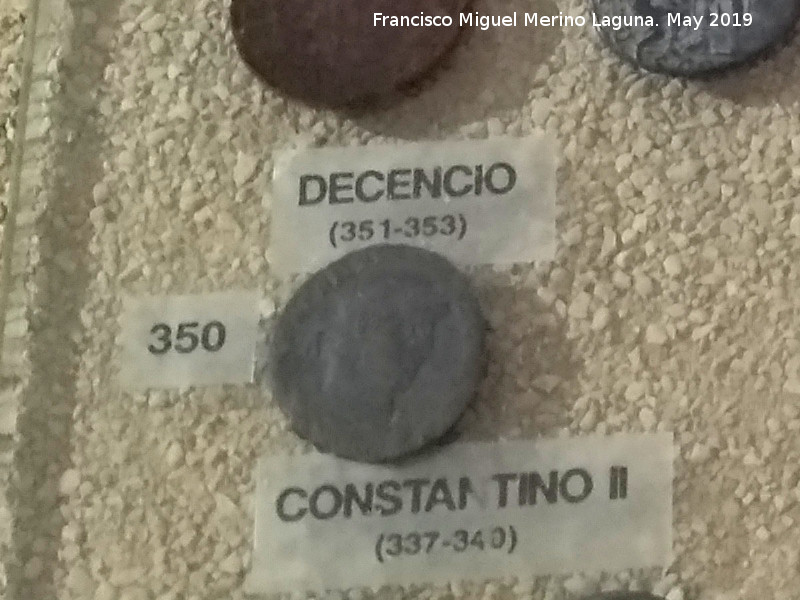 Francisco Miguel Merino Laguna. May 2019
DECENCIO
(351-353)
350
CONSTANTINO II
(337-340)